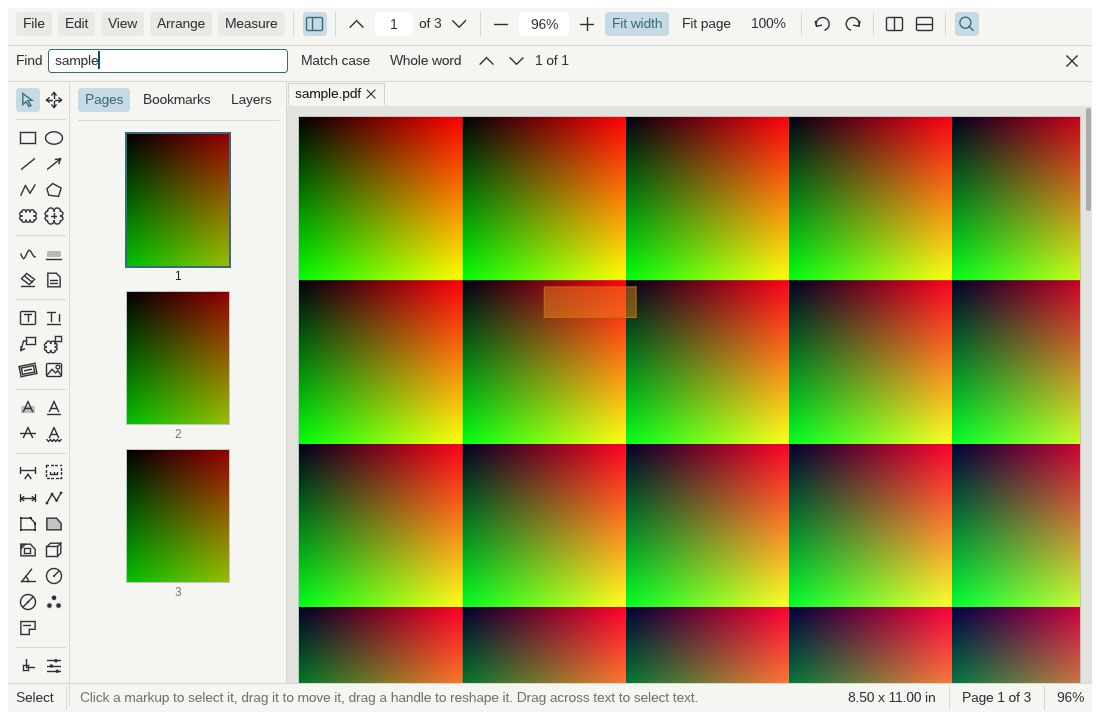 File Edit View Arrange Measure 1 of 3 96% Fit width Fit page 100%
Find sample Match case Whole word 1 of 1
Pages Bookmarks Layers
sample.pdf
1
2
3
Select Click a markup to select it, drag it to move it, drag a handle to reshape it. Drag across text to select text. 8.50 x 11.00 in Page 1 of 3 96%